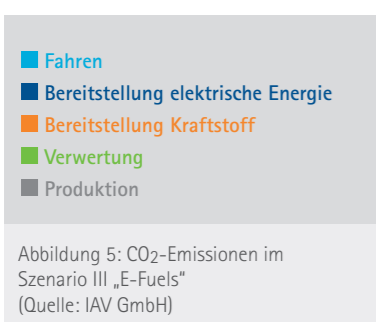 Fahren
Bereitstellung elektrische Energie
Bereitstellung Kraftstoff
Verwertung
Produktion
Abbildung 5: CO2-Emissionen im
Szenario III „E-Fuels“
(Quelle: IAV GmbH)